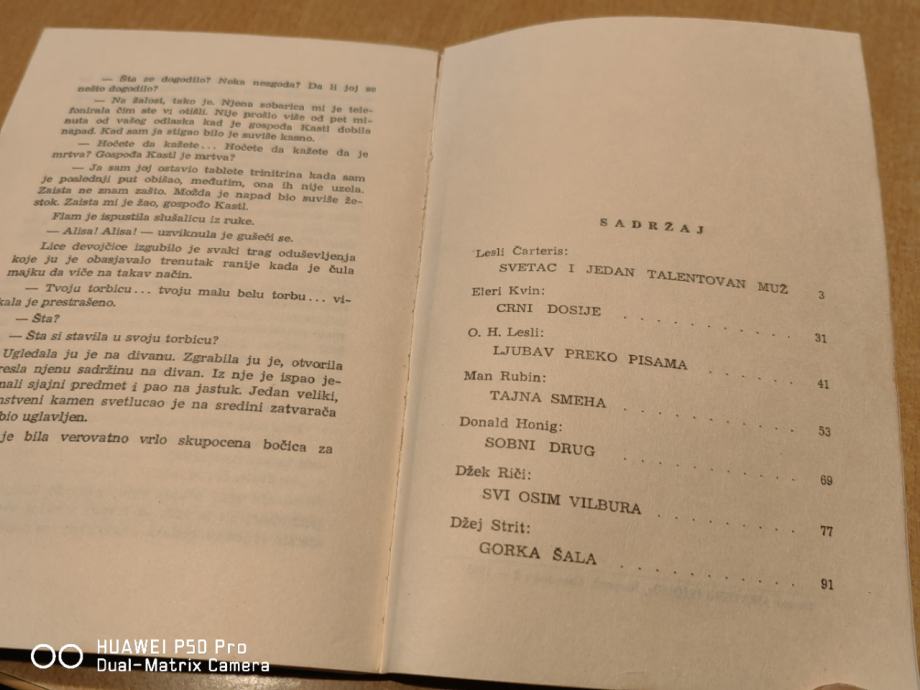 — Šta se dogodilo? Neka nezgoda? Da li joj se
nešto dogodilo?
— Na žalost, tako je. Njena sobarica mi je tele-
fonirala čim ste vi otišli. Nije prošlo više od pet mi-
nuta od vašeg odlaska kad je gospođa Kastl dobila
napad. Kad sam ja stigao bilo je suviše kasno.
— Hoćete da kažete... Hoćete da kažete da je
mrtva? Gospođa Kastl je mrtva?
— Ja sam joj ostavio tablete trinitrina kada sam
je poslednji put obišao, međutim, ona ih nije uzela.
Zaista ne znam zašto. Možda je napad bio suviše že-
stok. Zaista mi je žao, gospođo Kastl.
Flam je ispustila slušalicu iz ruke.
— Alisa! Alisa! — uzviknula je gušeći se.
Lice devojčice izgubilo je svaki trag oduševljenja
koje ju je obasjavalo trenutak ranije kada je čula
majku da viče na takav način.
— Tvoju torbicu... tvoju malu belu torbu... vi-
kala je prestrašeno.
— Šta?
— Šta si stavila u svoju torbicu?
Ugledala ju je na divanu. Zgrabila ju je, otvorila
resla njenu sadržinu na divan. Iz nje je ispao je-
mali sjajni predmet i pao na jastuk. Jedan veliki,
nstveni kamen svetlucao je na sredini zatvarača
bio uglavljen.
je bila verovatno vrlo skupocena bočica za
SADRŽAJ
Lesli Čarteris:
SVETAC I JEDAN TALENTOVAN MUŽ 3
Eleri Kvin:
CRNI DOSIJE . . . . . . . . . . 31
O. H. Lesli:
LJUBAV PREKO PISAMA . . . . . . 41
Man Rubin:
TAJNA SMEHA . . . . . . . . . . 53
Donald Honig:
SOBNI DRUG . . . . . . . . . . 69
Džek Riči:
SVI OSIM VILBURA . . . . . . . . 77
Džej Strit:
GORKA ŠALA . . . . . . . . . . 91
HUAWEI P50 Pro
Dual-Matrix Camera